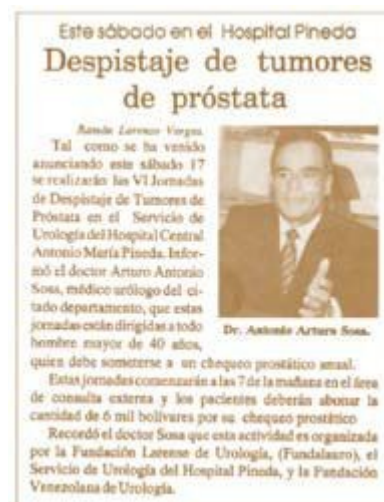 Este sábado en el Hospital Pineda
Despistaje de tumores
de próstata
Ramón Lorenzo Vargas.
Tal como se ha venido
anunciando este sábado 17
se realizarán las VI Jornadas
de Despistaje de Tumores de
Próstata en el Servicio de
Urología del Hospital Central
Antonio María Pineda. Infor-
mó el doctor Arturo Antonio
Sosa, médico urólogo del ci-
tado departamento, que estas
jornadas están dirigidas a todo
hombre mayor de 40 años,
quien debe someterse a un chequeo prostático anual.
Dr. Antonio Arturo Sosa.
Estas jornadas comenzarán a las 7 de la mañana en el área
de consulta externa y los pacientes deberán abonar la
cantidad de 6 mil bolívares por su chequeo prostático
Recordó el doctor Sosa que esta actividad es organizada
por la Fundación Larense de Urología, (Fundalauro), el
Servicio de Urología del Hospital Pineda, y la Fundación
Venezolana de Urología.